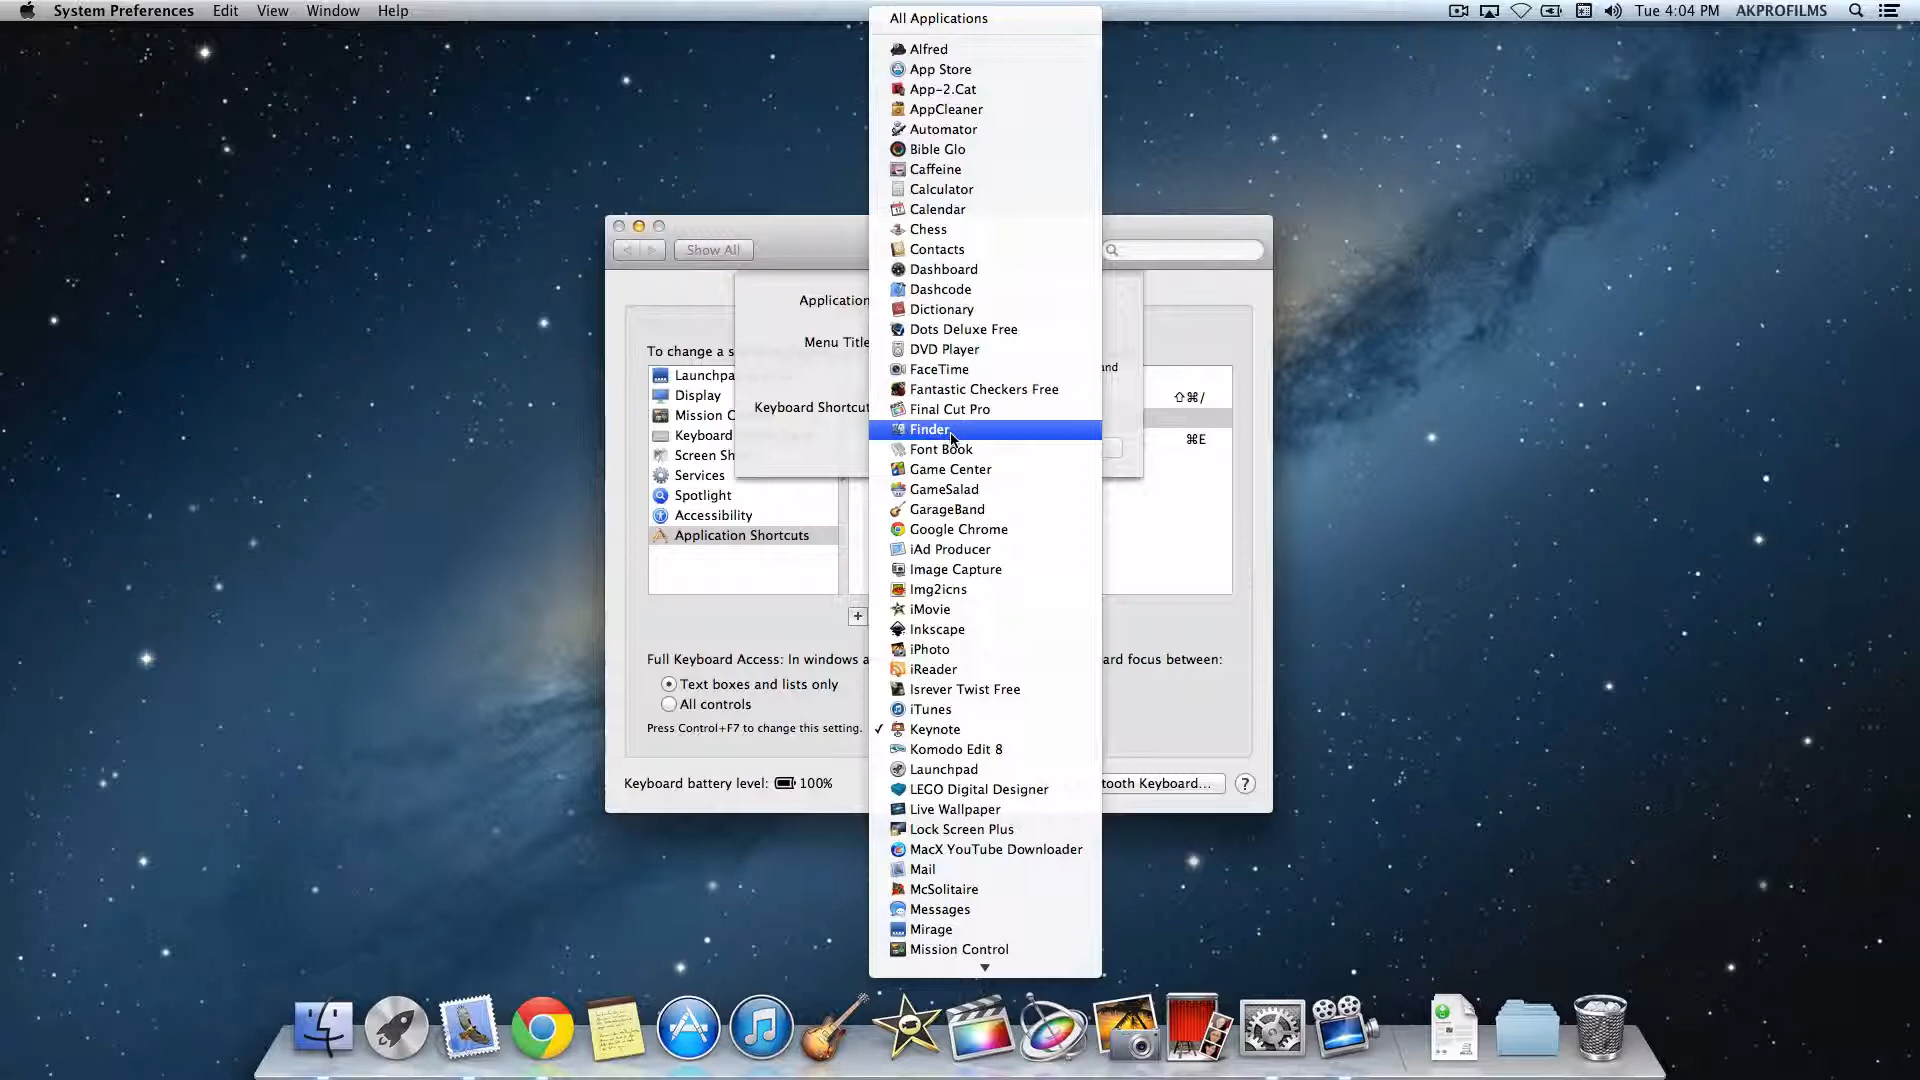 System Preferences Edit View Window Help
Tue 4:04 PM AKPROFILMS
All Applications
Alfred
App Store
App-2.Cat
AppCleaner
Automator
Bible Glo
Caffeine
Calculator
Calendar
Chess
Contacts
Dashboard
Dashcode
Dictionary
Dots Deluxe Free
DVD Player
FaceTime
Fantastic Checkers Free
Final Cut Pro
Finder
Font Book
Game Center
GameSalad
GarageBand
Google Chrome
iAd Producer
Image Capture
Img2icns
iMovie
Inkscape
iPhoto
iReader
Isrever Twist Free
iTunes
✓ Keynote
Komodo Edit 8
Launchpad
LEGO Digital Designer
Live Wallpaper
Lock Screen Plus
MacX YouTube Downloader
Mail
McSolitaire
Messages
Mirage
Mission Control
Show All
Application
Menu Title
and
Keyboard Shortcut
To change a s
Launchpa
Display
Mission C
Keyboard
Screen Sh
Services
Spotlight
Accessibility
Application Shortcuts
⇧⌘/
⌘E
+
Full Keyboard Access: In windows a
ard focus between:
Text boxes and lists only
All controls
Press Control+F7 to change this setting.
Keyboard battery level: 100%
tooth Keyboard...
?